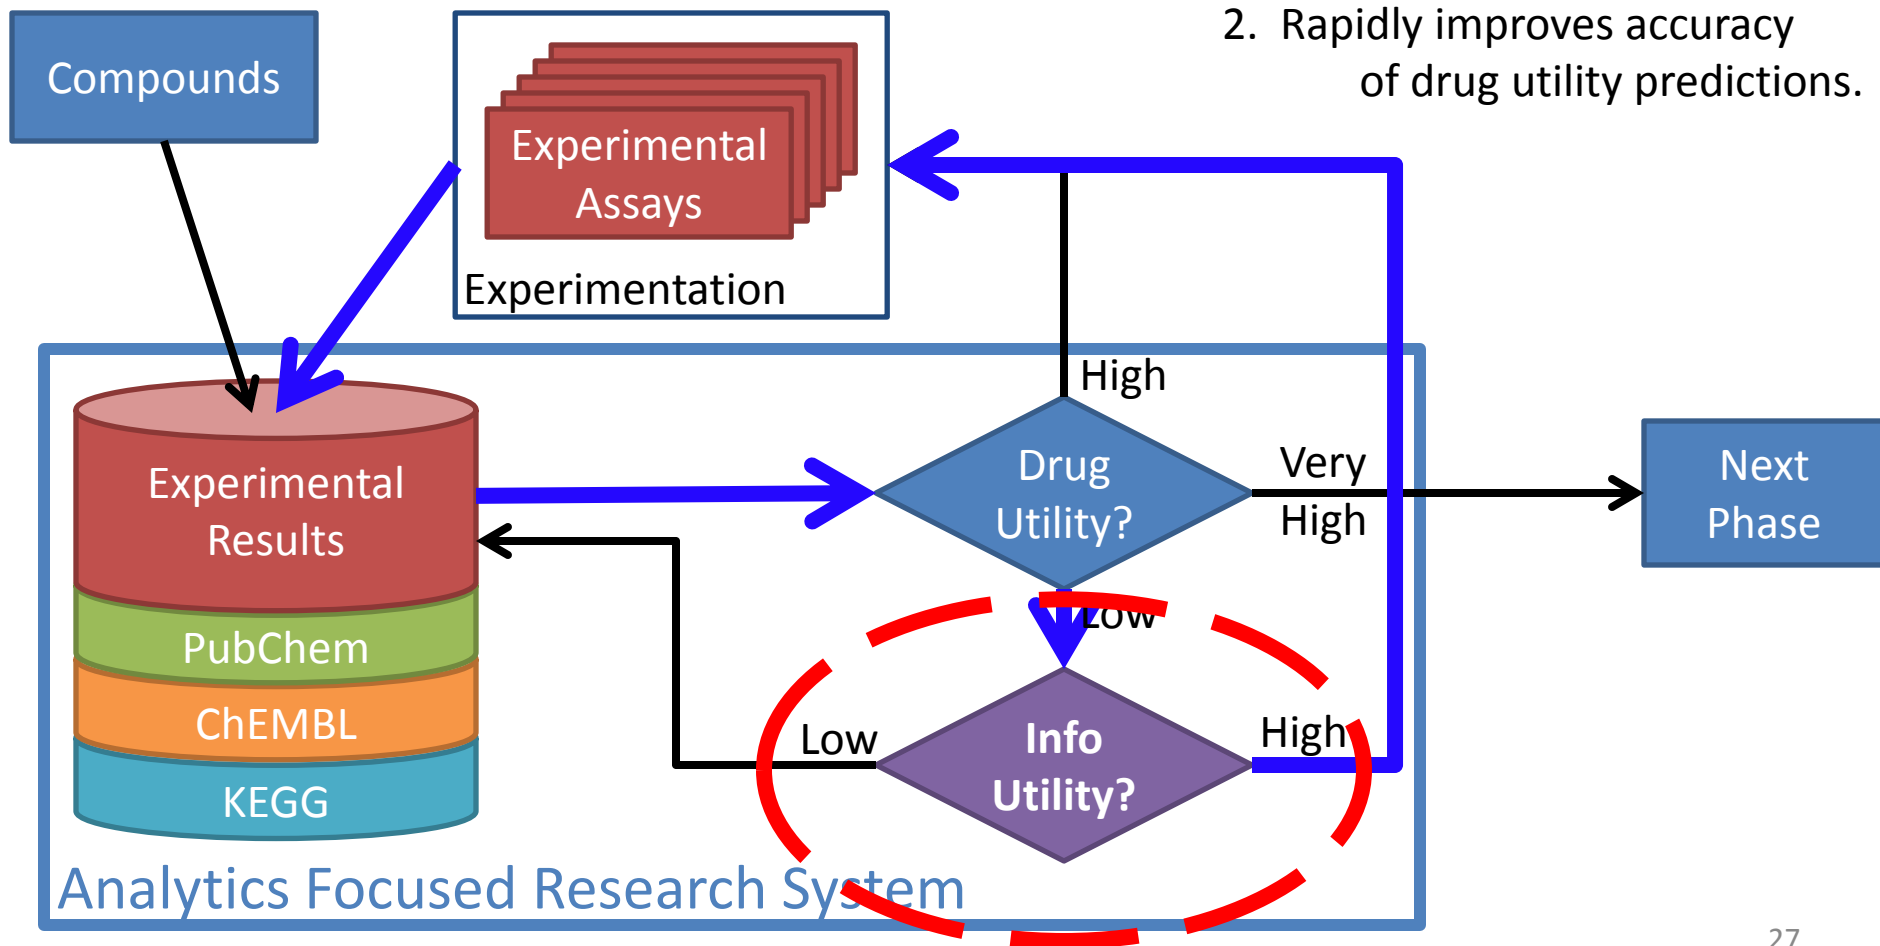 2. Rapidly improves accuracy
of drug utility predictions.
Compounds
Experimental
Assays
Experimentation
High
Experimental
Results
Drug
Utility?
Very
High
Next
Phase
Low
PubChem
ChEMBL
KEGG
Low
Info
Utility?
High
Analytics Focused Research System
27